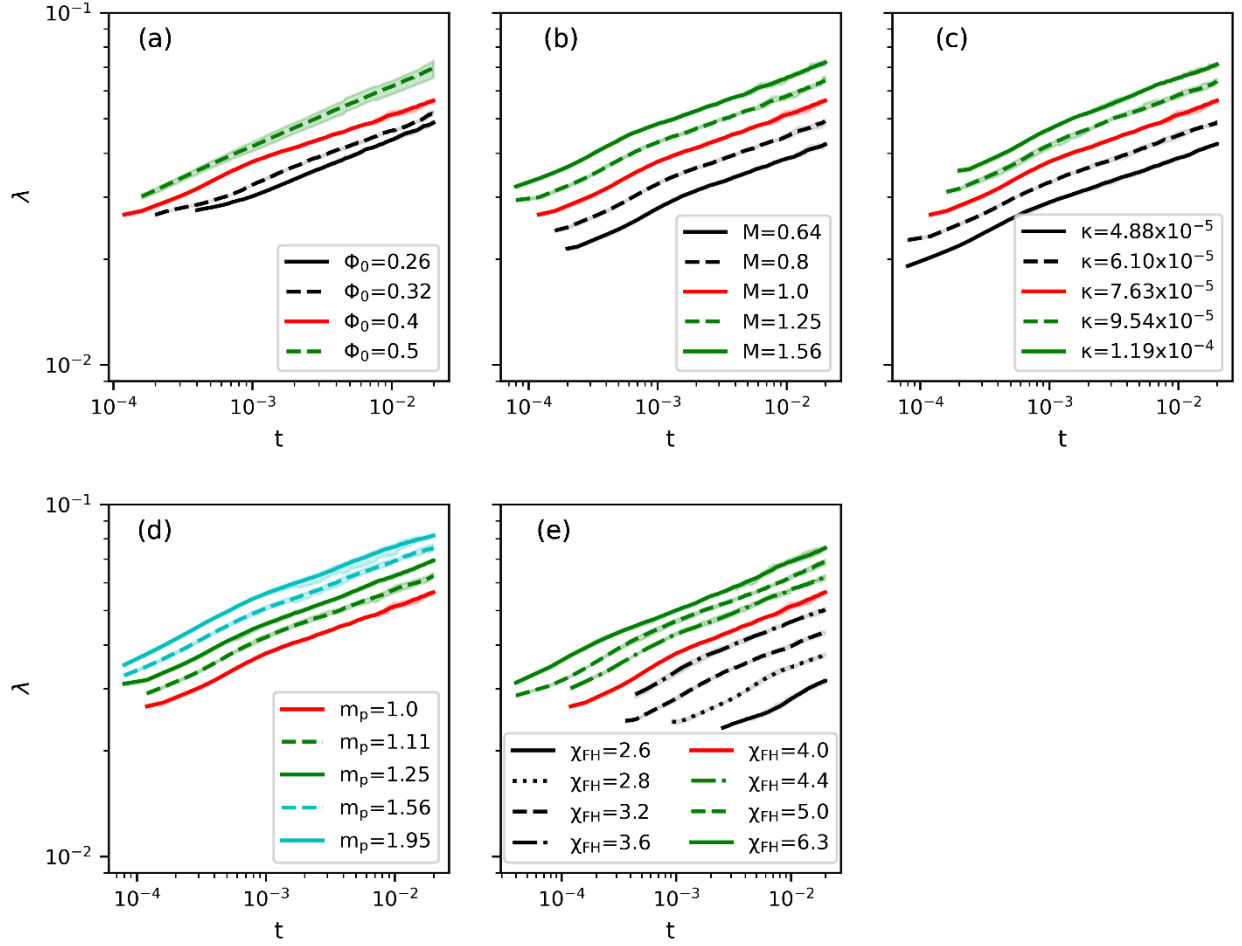 (a)
10⁻¹
λ
10⁻²
Φ₀=0.26
Φ₀=0.32
Φ₀=0.4
Φ₀=0.5
10⁻⁴ 10⁻³ 10⁻²
t
(b)
M=0.64
M=0.8
M=1.0
M=1.25
M=1.56
10⁻⁴ 10⁻³ 10⁻²
t
(c)
κ=4.88x10⁻⁵
κ=6.10x10⁻⁵
κ=7.63x10⁻⁵
κ=9.54x10⁻⁵
κ=1.19x10⁻⁴
10⁻⁴ 10⁻³ 10⁻²
t
(d)
10⁻¹
λ
10⁻²
mₚ=1.0
mₚ=1.11
mₚ=1.25
mₚ=1.56
mₚ=1.95
10⁻⁴ 10⁻³ 10⁻²
t
(e)
χFH=2.6
χFH=2.8
χFH=3.2
χFH=3.6
χFH=4.0
χFH=4.4
χFH=5.0
χFH=6.3
10⁻⁴ 10⁻³ 10⁻²
t